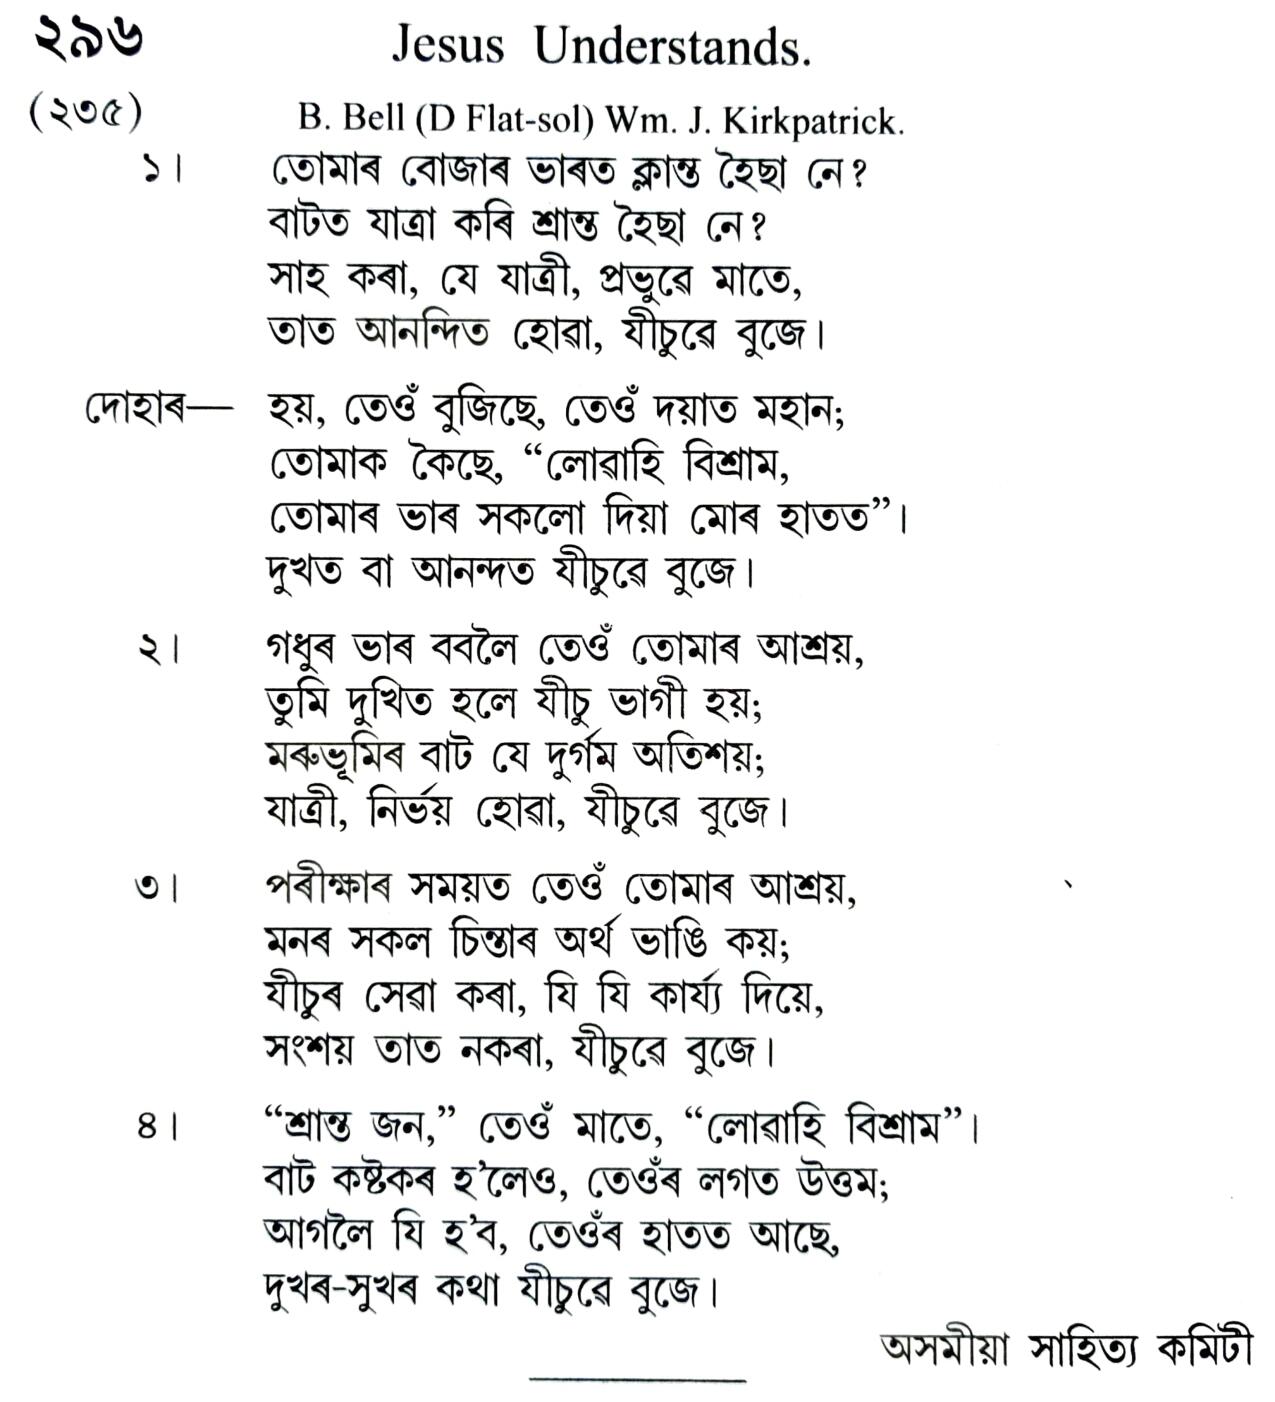 ২৯৬ Jesus Understands.
(২৩৫) B. Bell (D Flat-sol) Wm. J. Kirkpatrick.
১। তোমাৰ বোজাৰ ভাৰত ক্লান্ত হৈছা নে?
বাটত যাত্ৰা কৰি শ্ৰান্ত হৈছা নে?
সাহ কৰা, যে যাত্ৰী, প্ৰভুৱে মাতে,
তাত আনন্দিত হোৱা, যীচুৱে বুজে।
দোহাৰ— হয়, তেওঁ বুজিছে, তেওঁ দয়াত মহান;
তোমাক কৈছে, “লোৱাহি বিশ্ৰাম,
তোমাৰ ভাৰ সকলো দিয়া মোৰ হাতত”।
দুখত বা আনন্দত যীচুৱে বুজে।
২। গধুৰ ভাৰ ববলৈ তেওঁ তোমাৰ আশ্ৰয়,
তুমি দুখিত হলে যীচু ভাগী হয়;
মৰুভূমিৰ বাট যে দুৰ্গম অতিশয়;
যাত্ৰী, নিৰ্ভয় হোৱা, যীচুৱে বুজে।
৩। পৰীক্ষাৰ সময়ত তেওঁ তোমাৰ আশ্ৰয়,
মনৰ সকল চিন্তাৰ অৰ্থ ভাঙি কয়;
যীচুৰ সেৱা কৰা, যি যি কাৰ্য্য দিয়ে,
সংশয় তাত নকৰা, যীচুৱে বুজে।
৪। “শ্ৰান্ত জন,” তেওঁ মাতে, “লোৱাহি বিশ্ৰাম”।
বাট কষ্টকৰ হ’লেও, তেওঁৰ লগত উত্তম;
আগলৈ যি হ’ব, তেওঁৰ হাতত আছে,
দুখৰ-সুখৰ কথা যীচুৱে বুজে।
অসমীয়া সাহিত্য কমিটী